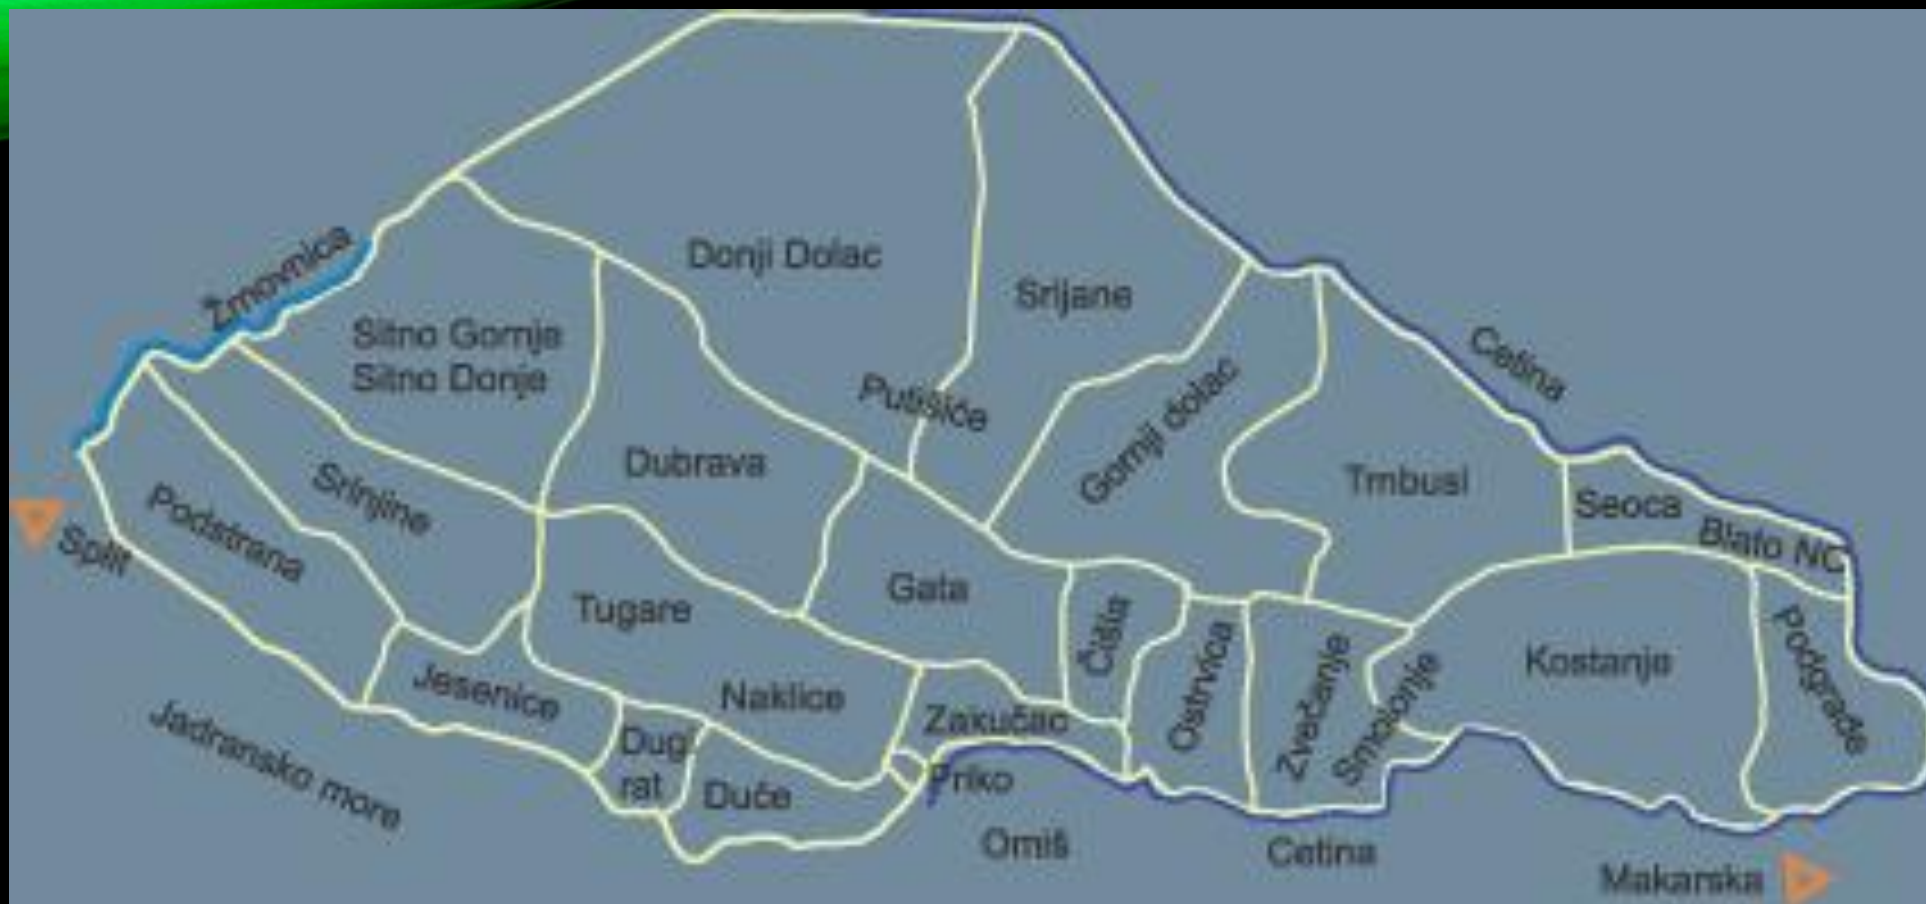 Žrnovnica
Donji Dolac
Srijane
Sitno Gornje
Sitno Donje
Cetina
Putišiće
Gornji dolac
Dubrava
Trnbusi
Srinjine
Podstrana
Seoca
Blato NC
Split
Gata
Tugare
Čišla
Ostrvica
Zvečanje
Smolonje
Kostanje
Podgrađe
Jesenice
Naklice
Zakučac
Dugi
rat
Duće
Priko
Jadransko more
Omiš
Cetina
Makarska